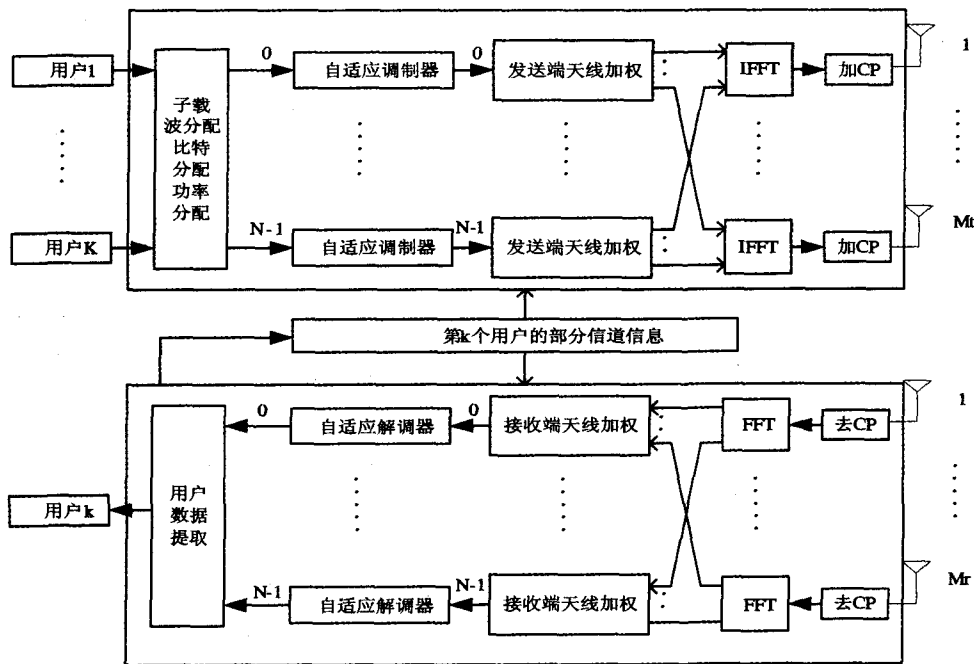 用户1
子载
波分配
比特
分配
功率
分配
0
自适应调制器
0
发送端天线加权
IFFT
加CP
1
用户K
N-1
自适应调制器
N-1
发送端天线加权
IFFT
加CP
Mt
第k个用户的部分信道信息
用户k
用户
数据
提取
0
自适应解调器
0
接收端天线加权
FFT
去CP
1
N-1
自适应解调器
N-1
接收端天线加权
FFT
去CP
Mr